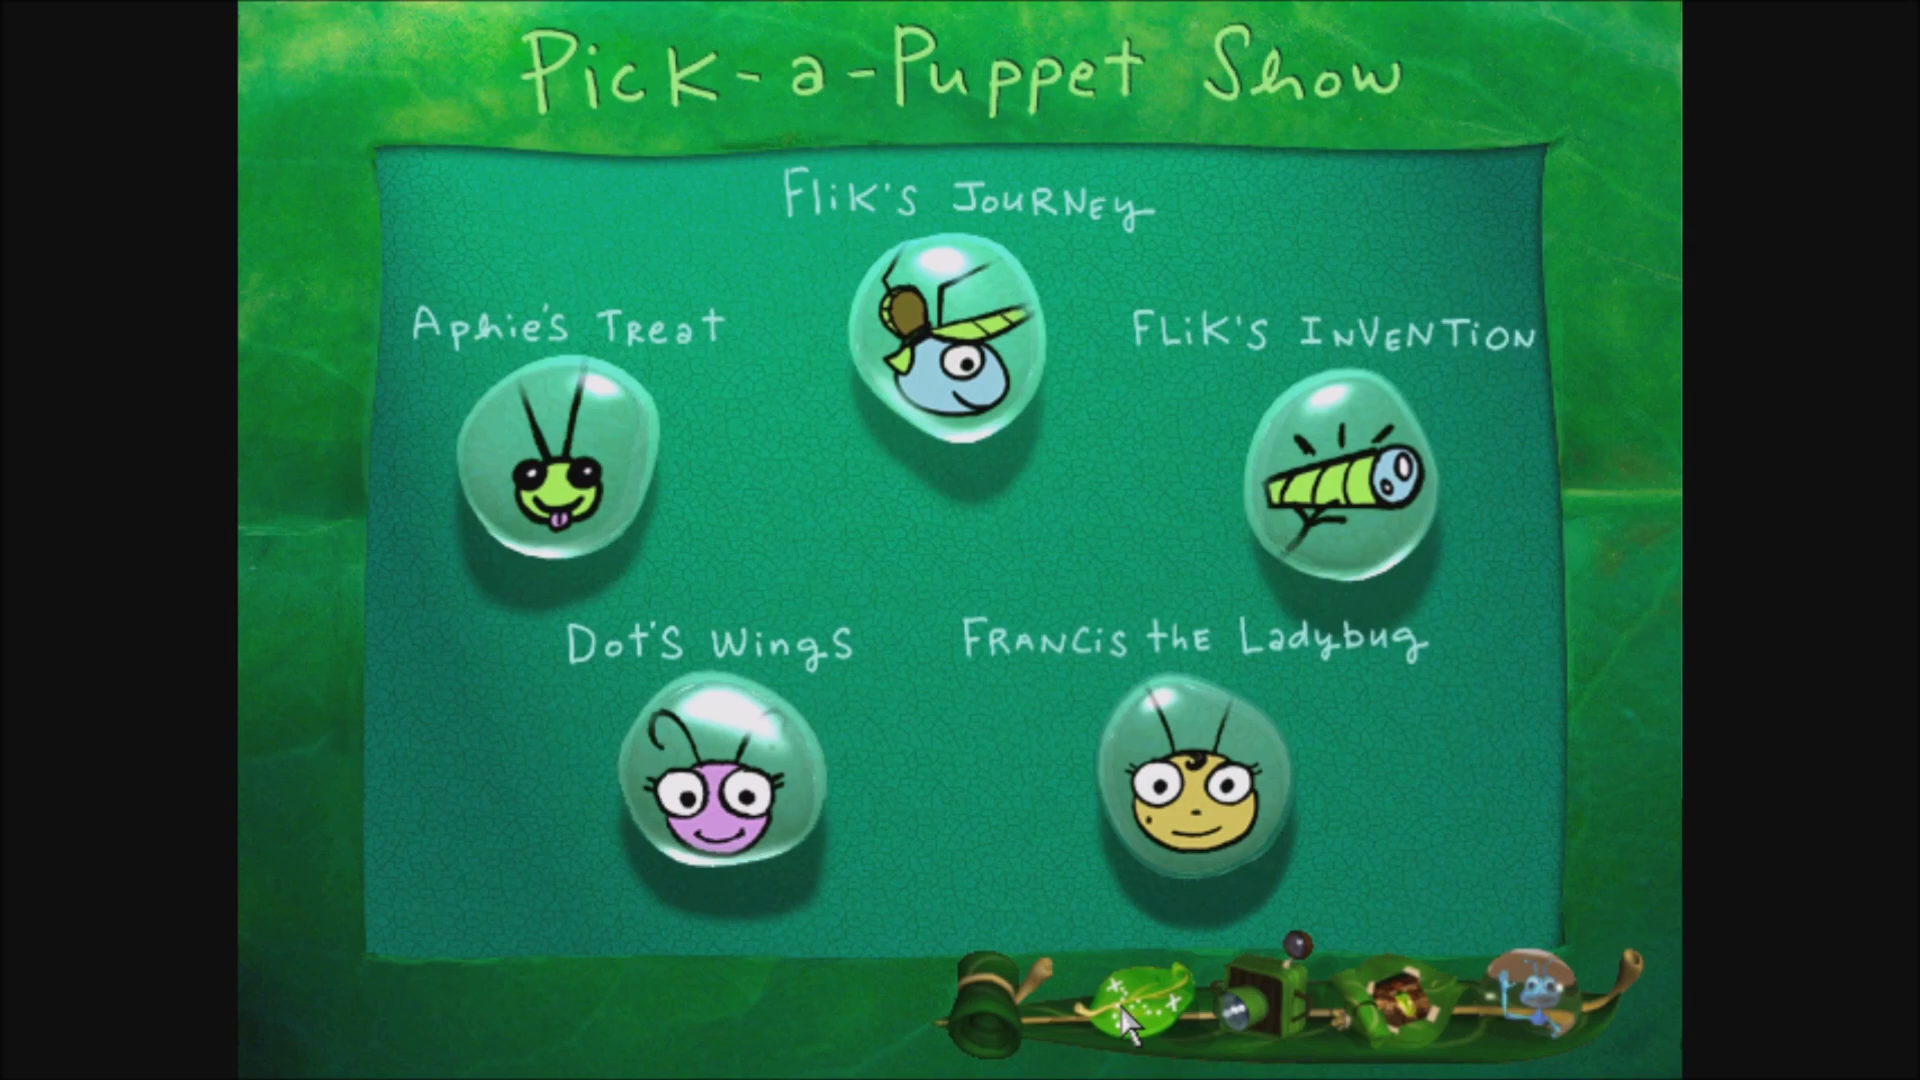 Pick-a-Puppet Show
Flik's Journey
Aphie's Treat
Flik's Invention
Dot's Wings
Francis the Ladybug